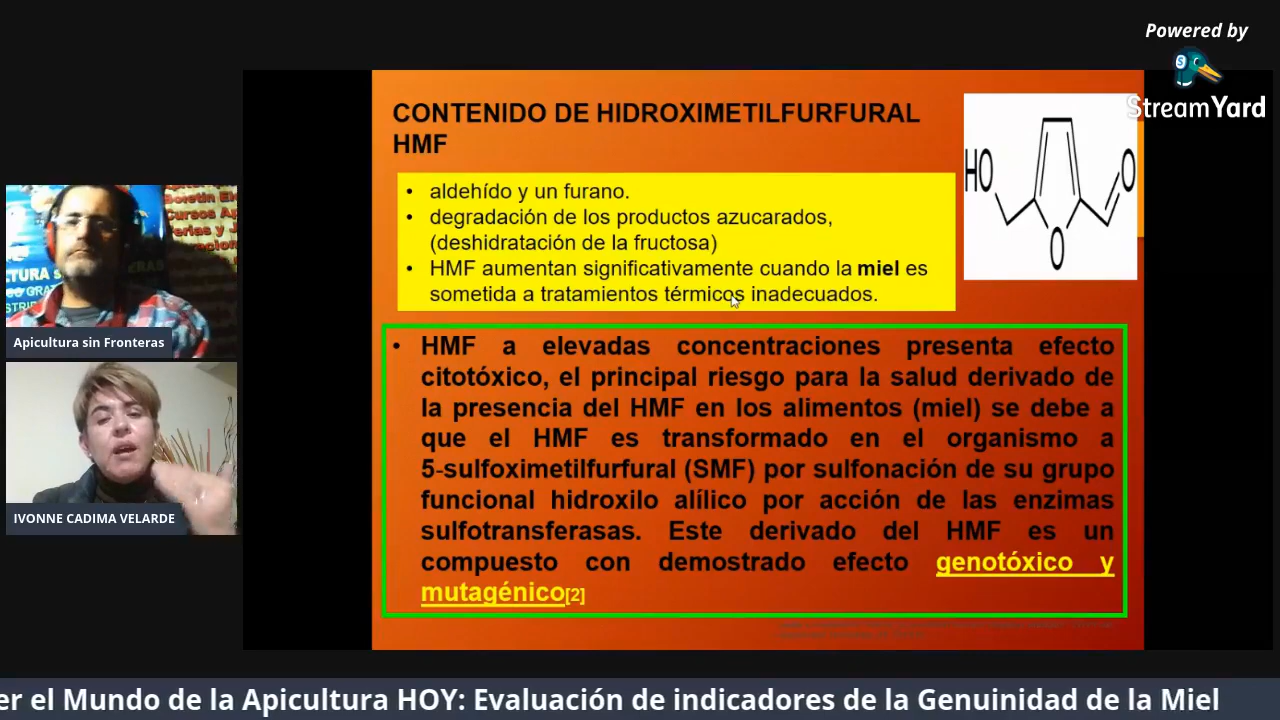 Powered by
StreamYard
CONTENIDO DE HIDROXIMETILFURFURAL
HMF
• aldehído y un furano.
• degradación de los productos azucarados,
(deshidratación de la fructosa)
• HMF aumentan significativamente cuando la miel es
sometida a tratamientos térmicos inadecuados.
HO
O
O
• HMF a elevadas concentraciones presenta efecto
citotóxico, el principal riesgo para la salud derivado de
la presencia del HMF en los alimentos (miel) se debe a
que el HMF es transformado en el organismo a
5-sulfoximetilfurfural (SMF) por sulfonación de su grupo
funcional hidroxilo alílico por acción de las enzimas
sulfotransferasas. Este derivado del HMF es un
compuesto con demostrado efecto genotóxico y
mutagénico[2]
Apicultura sin Fronteras
IVONNE CADIMA VELARDE
er el Mundo de la Apicultura HOY: Evaluación de indicadores de la Genuinidad de la Miel